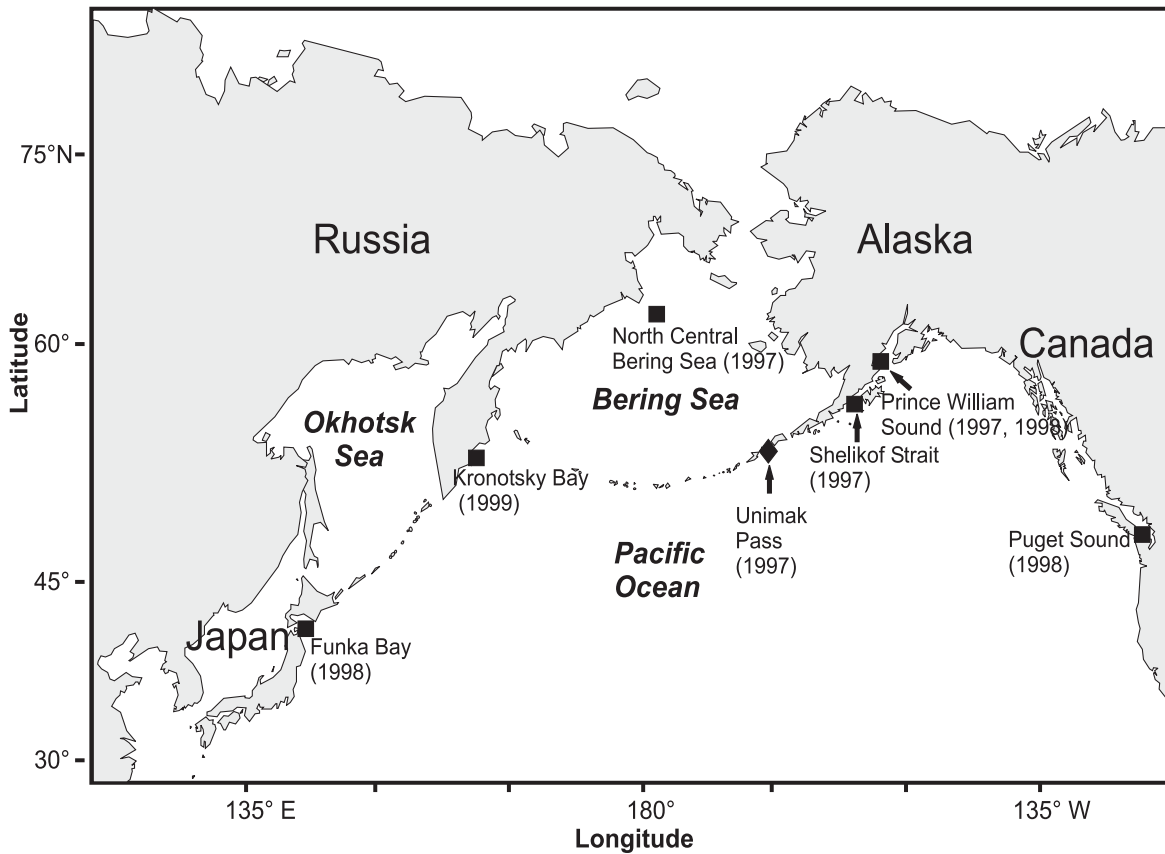 75°N
60°
45°
30°
Latitude
Russia
Alaska
Canada
North Central
Bering Sea (1997)
Bering Sea
Okhotsk
Sea
Prince William
Sound (1997, 1998)
Shelikof Strait
(1997)
Kronotsky Bay
(1999)
Unimak
Pass
(1997)
Puget Sound
(1998)
Pacific
Ocean
Japan
Funka Bay
(1998)
135° E
180°
135° W
Longitude